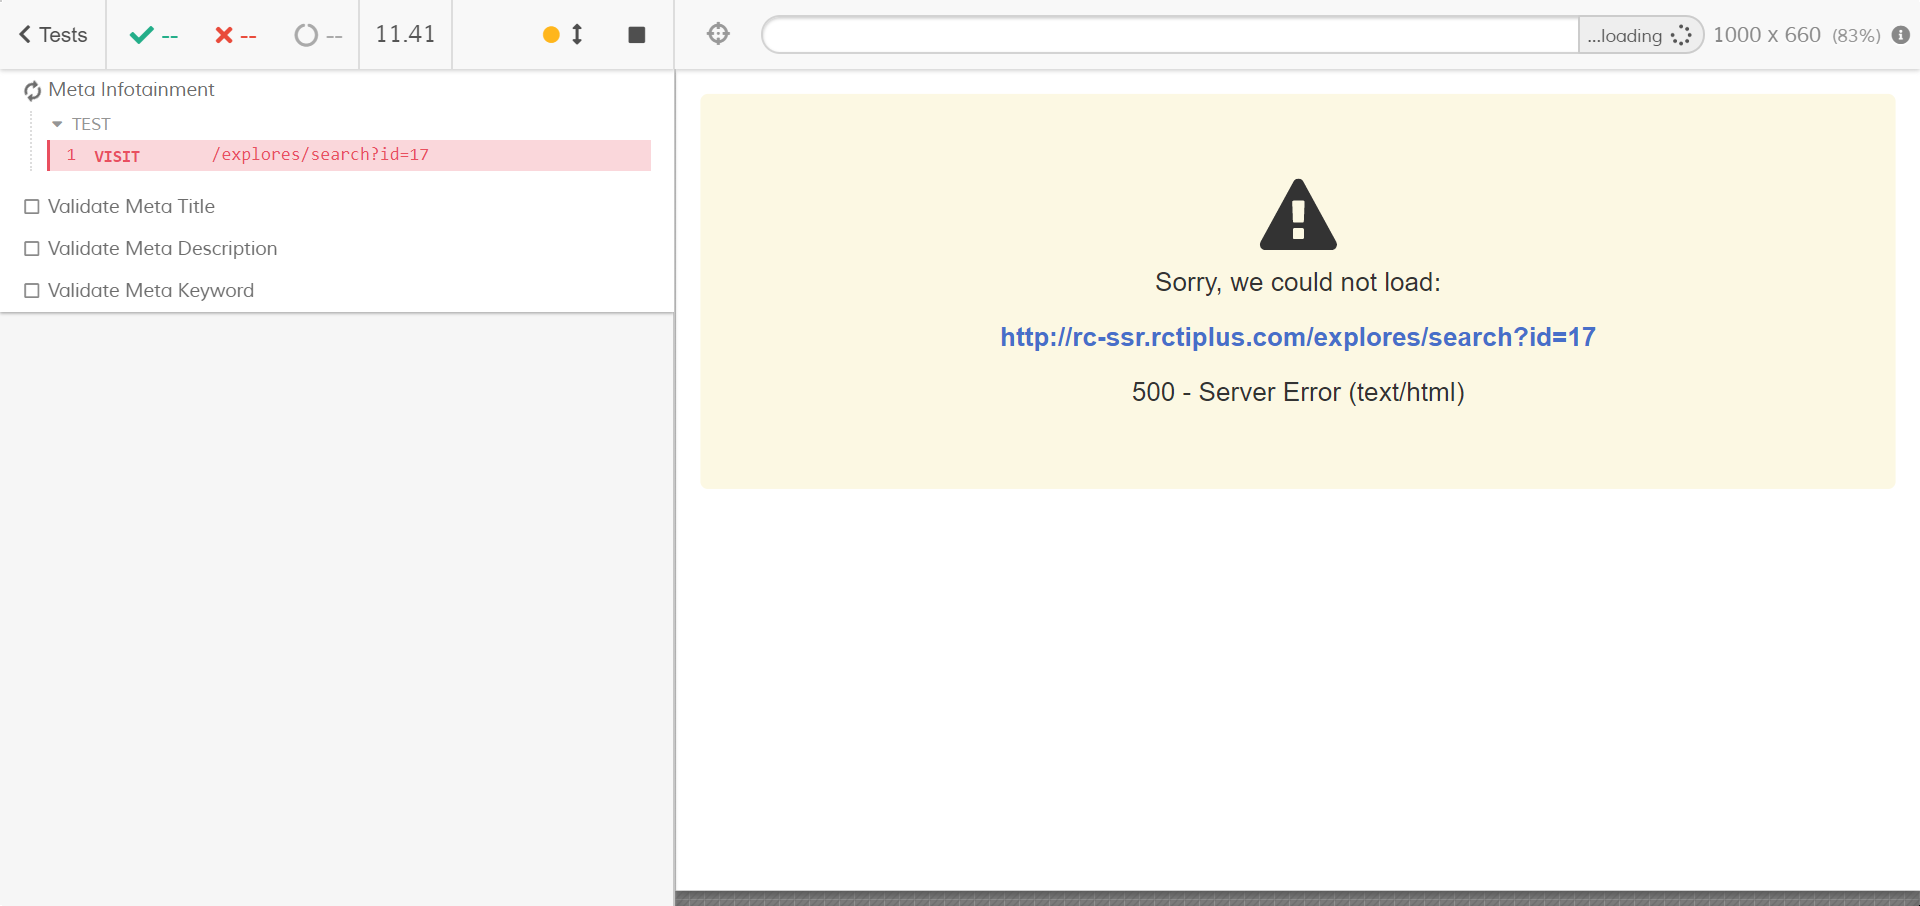 Tests -- -- -- 11.41
...loading 1000 x 660 (83%)
Meta Infotainment
TEST
1 VISIT /explores/search?id=17
Validate Meta Title
Validate Meta Description
Validate Meta Keyword
Sorry, we could not load:
http://rc-ssr.rctiplus.com/explores/search?id=17
500 - Server Error (text/html)